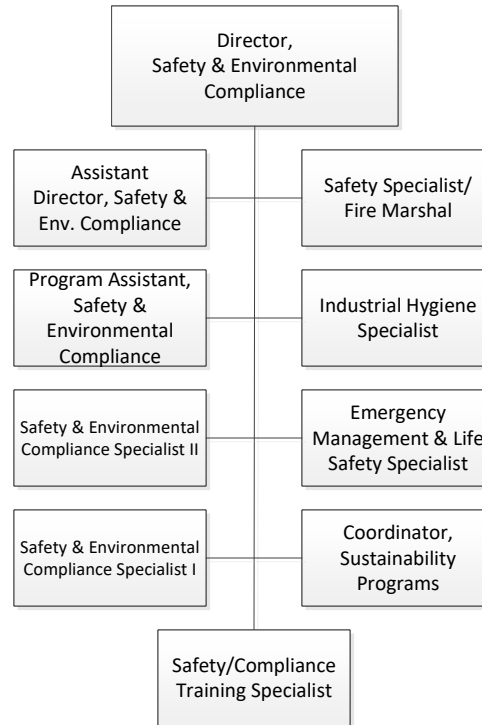 Director,
Safety & Environmental
Compliance
Assistant
Director, Safety &
Env. Compliance
Safety Specialist/
Fire Marshal
Program Assistant,
Safety &
Environmental
Compliance
Industrial Hygiene
Specialist
Safety & Environmental
Compliance Specialist II
Emergency
Management & Life
Safety Specialist
Safety & Environmental
Compliance Specialist I
Coordinator,
Sustainability
Programs
Safety/Compliance
Training Specialist